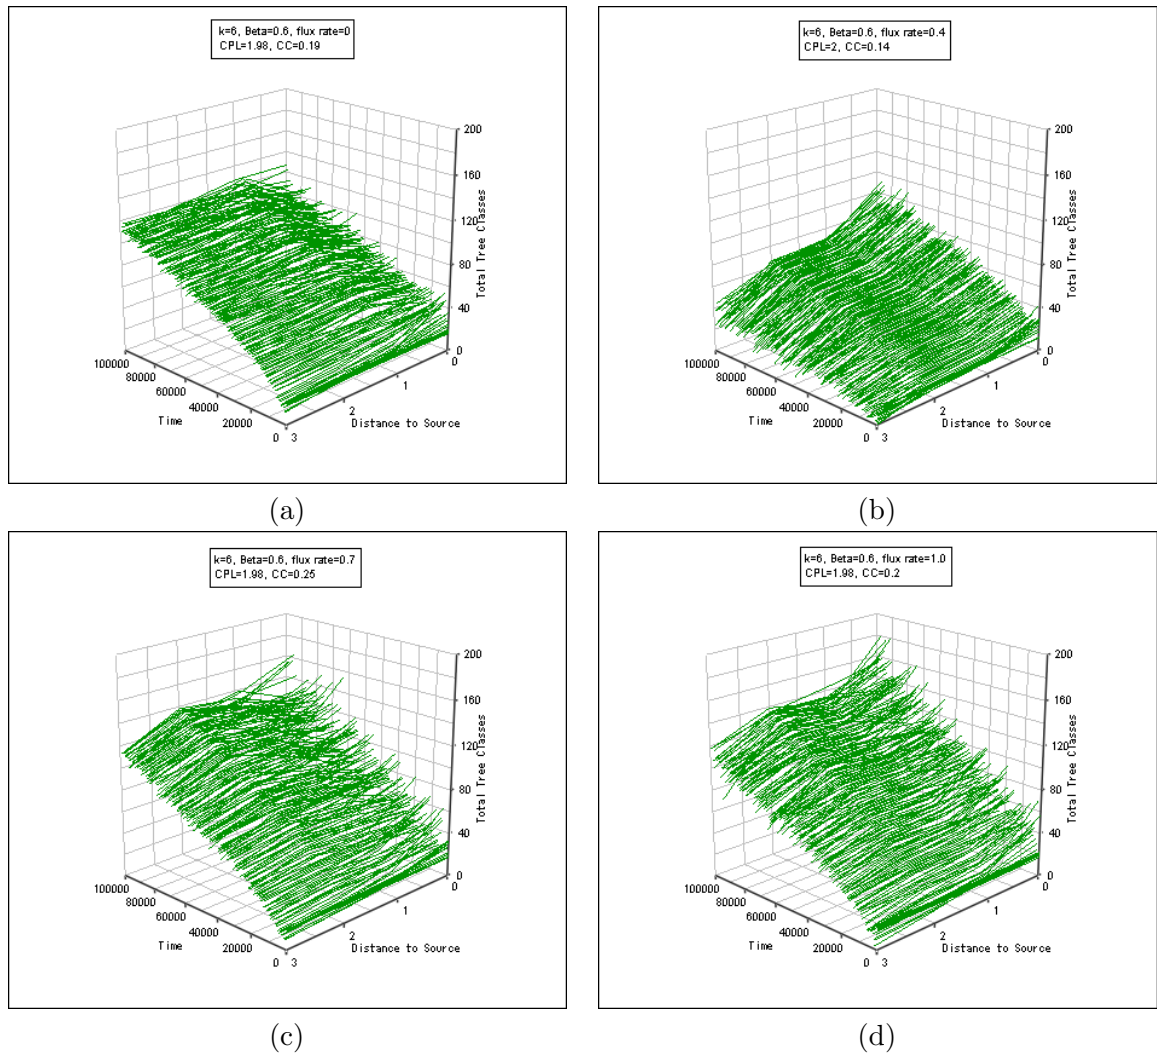 k=6, Beta=0.6, flux rate=0
CPL=1.98, CC=0.19
200
160
120
80
40
0
Total Tree Classes
100000
80000
60000
40000
20000
0
Time
3
2
1
0
Distance to Source
(a)
k=6, Beta=0.6, flux rate=0.4
CPL=2, CC=0.14
200
160
120
80
40
0
Total Tree Classes
100000
80000
60000
40000
20000
0
Time
3
2
1
0
Distance to Source
(b)
k=6, Beta=0.6, flux rate=0.7
CPL=1.98, CC=0.25
200
160
120
80
40
0
Total Tree Classes
100000
80000
60000
40000
20000
0
Time
3
2
1
0
Distance to Source
(c)
k=6, Beta=0.6, flux rate=1.0
CPL=1.98, CC=0.2
200
160
120
80
40
0
Total Tree Classes
100000
80000
60000
40000
20000
0
Time
3
2
1
0
Distance to Source
(d)